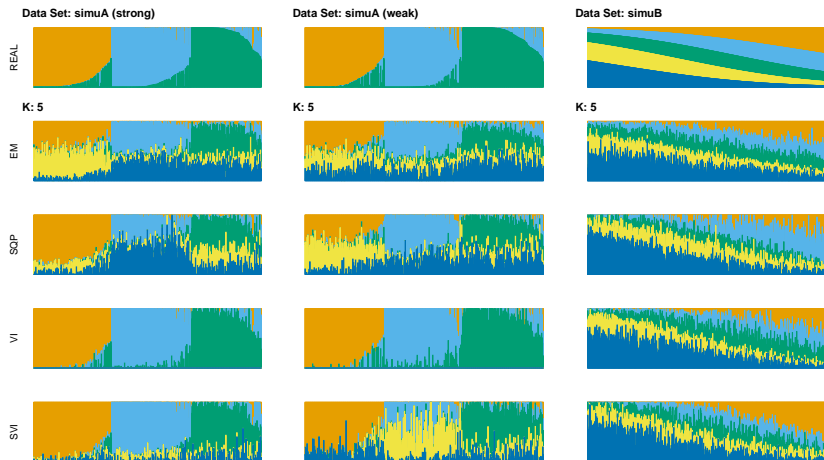 Data Set: simuA (strong) Data Set: simuA (weak) Data Set: simuB
REAL
K: 5 K: 5 K: 5
EM
SQP
VI
SVI